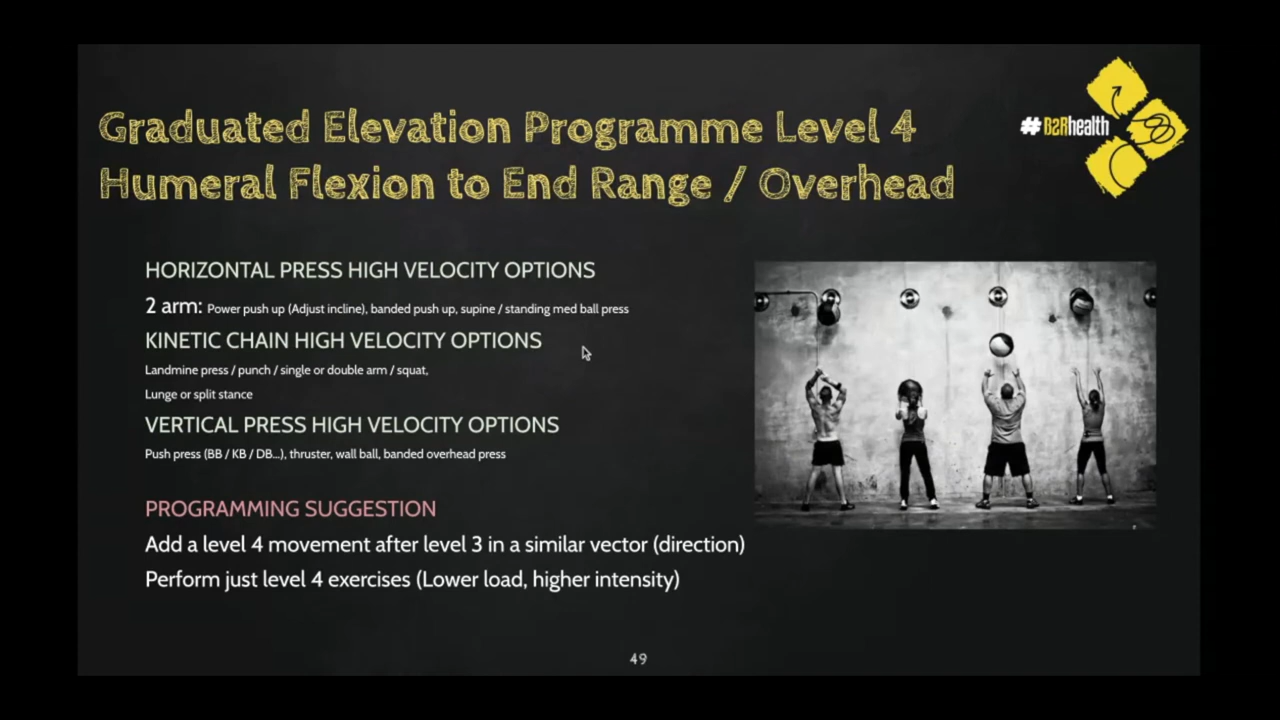 Graduated Elevation Programme Level 4
Humeral Flexion to End Range / Overhead
#B2Rhealth
HORIZONTAL PRESS HIGH VELOCITY OPTIONS
2 arm: Power push up (Adjust incline), banded push up, supine / standing med ball press
KINETIC CHAIN HIGH VELOCITY OPTIONS
Landmine press / punch / single or double arm / squat,
Lunge or split stance
VERTICAL PRESS HIGH VELOCITY OPTIONS
Push press (BB / KB / DB...), thruster, wall ball, banded overhead press
PROGRAMMING SUGGESTION
Add a level 4 movement after level 3 in a similar vector (direction)
Perform just level 4 exercises (Lower load, higher intensity)
49